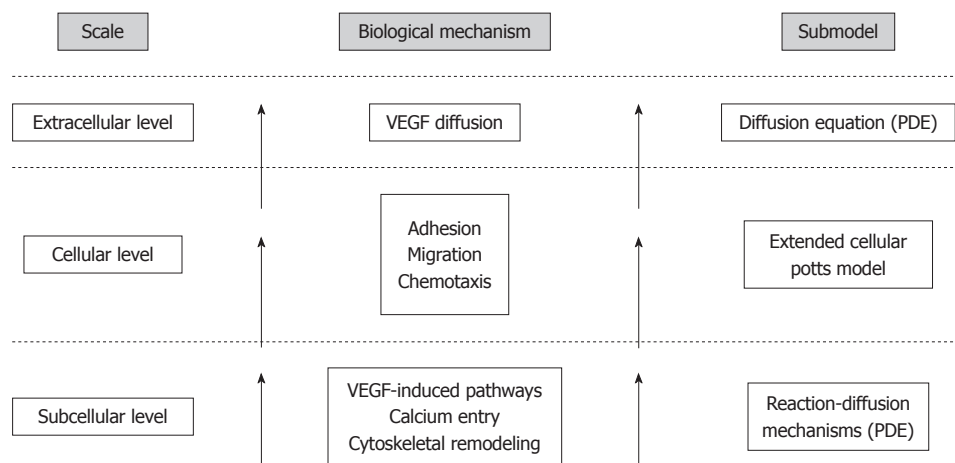 Scale
Biological mechanism
Submodel
Extracellular level
VEGF diffusion
Diffusion equation (PDE)
Cellular level
Adhesion
Migration
Chemotaxis
Extended cellular
potts model
Subcellular level
VEGF-induced pathways
Calcium entry
Cytoskeletal remodeling
Reaction-diffusion
mechanisms (PDE)